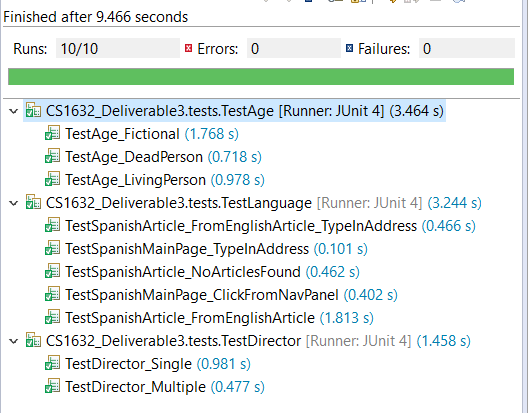 Finished after 9.466 seconds
Runs: 10/10 Errors: 0 Failures: 0
CS1632_Deliverable3.tests.TestAge [Runner: JUnit 4] (3.464 s)
TestAge_Fictional (1.768 s)
TestAge_DeadPerson (0.718 s)
TestAge_LivingPerson (0.978 s)
CS1632_Deliverable3.tests.TestLanguage [Runner: JUnit 4] (3.244 s)
TestSpanishArticle_FromEnglishArticle_TypeInAddress (0.466 s)
TestSpanishMainPage_TypeInAddress (0.101 s)
TestSpanishArticle_NoArticlesFound (0.462 s)
TestSpanishMainPage_ClickFromNavPanel (0.402 s)
TestSpanishArticle_FromEnglishArticle (1.813 s)
CS1632_Deliverable3.tests.TestDirector [Runner: JUnit 4] (1.458 s)
TestDirector_Single (0.981 s)
TestDirector_Multiple (0.477 s)